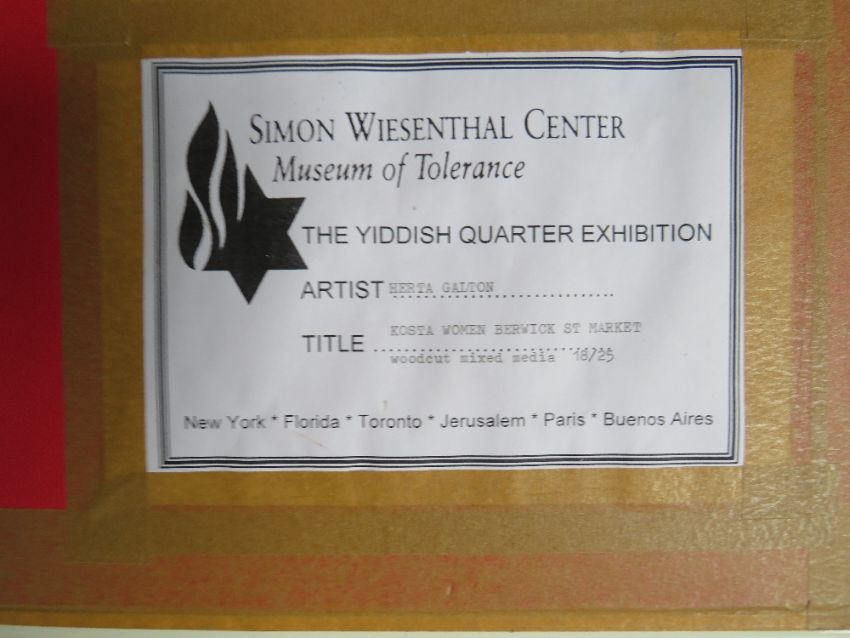 SIMON WIESENTHAL CENTER
Museum of Tolerance
THE YIDDISH QUARTER EXHIBITION
ARTIST HERTA GALTON
KOSTA WOMEN BERWICK ST MARKET
TITLE
woodcut mixed media 18/25
New York * Florida * Toronto * Jerusalem * Paris * Buenos Aires